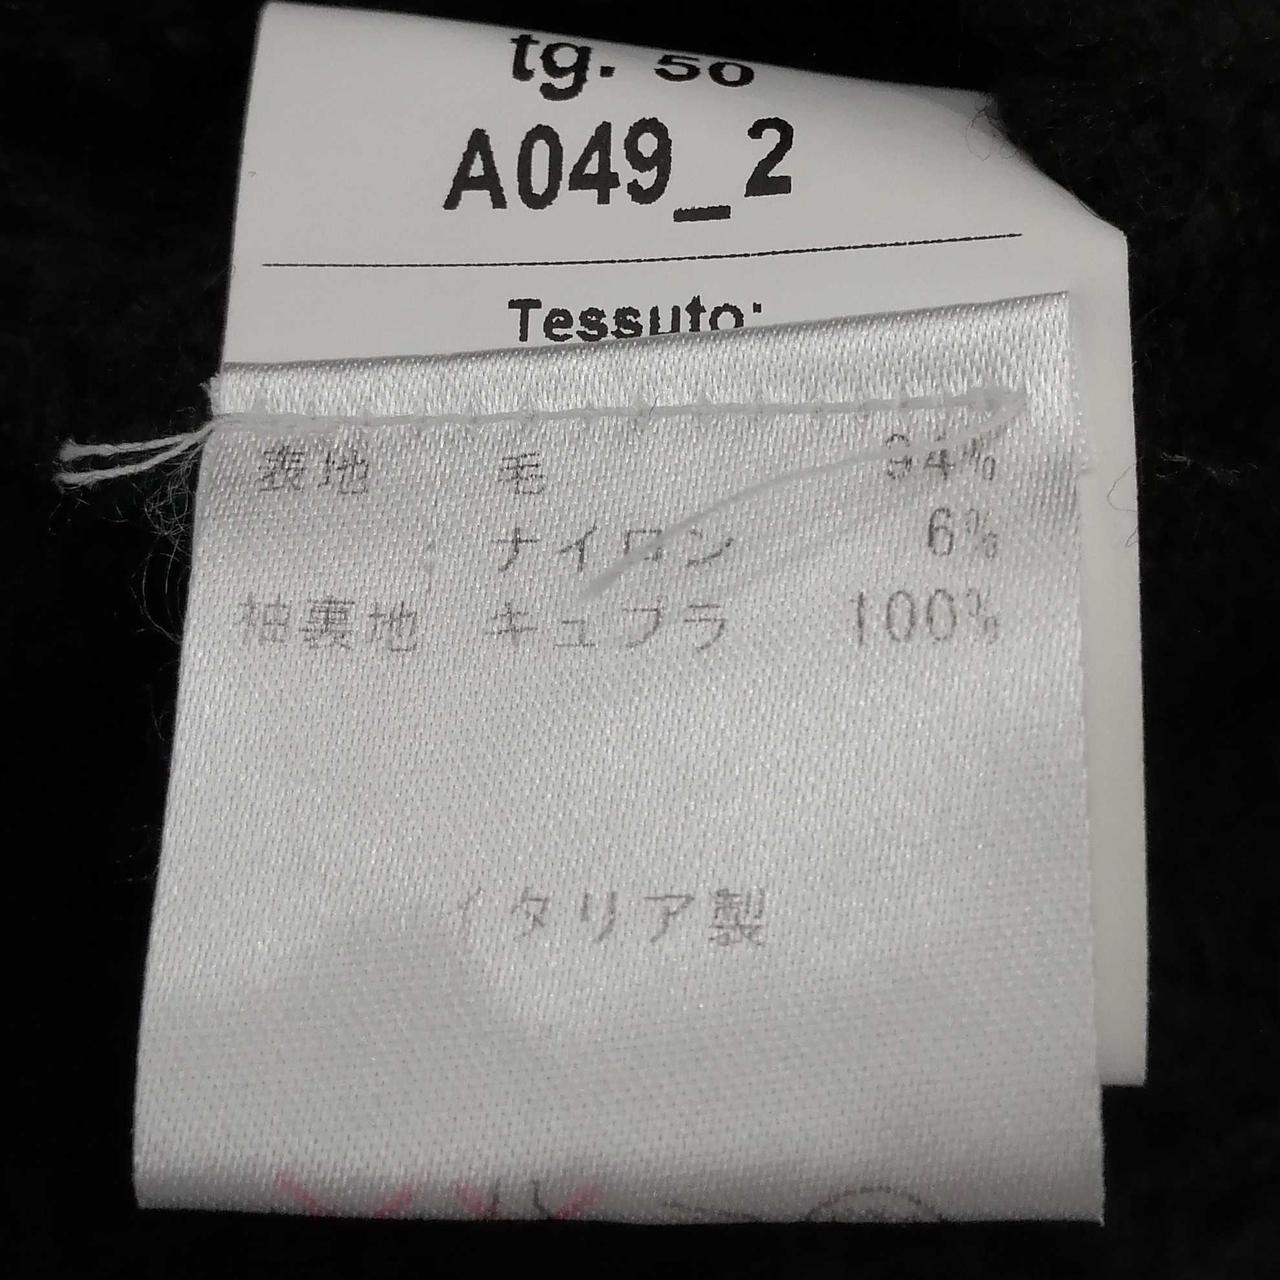 tg. 50
A049_2
Tessuto:
表地 毛 94%
ナイロン 6%
袖裏地 キュプラ 100%
イタリア製